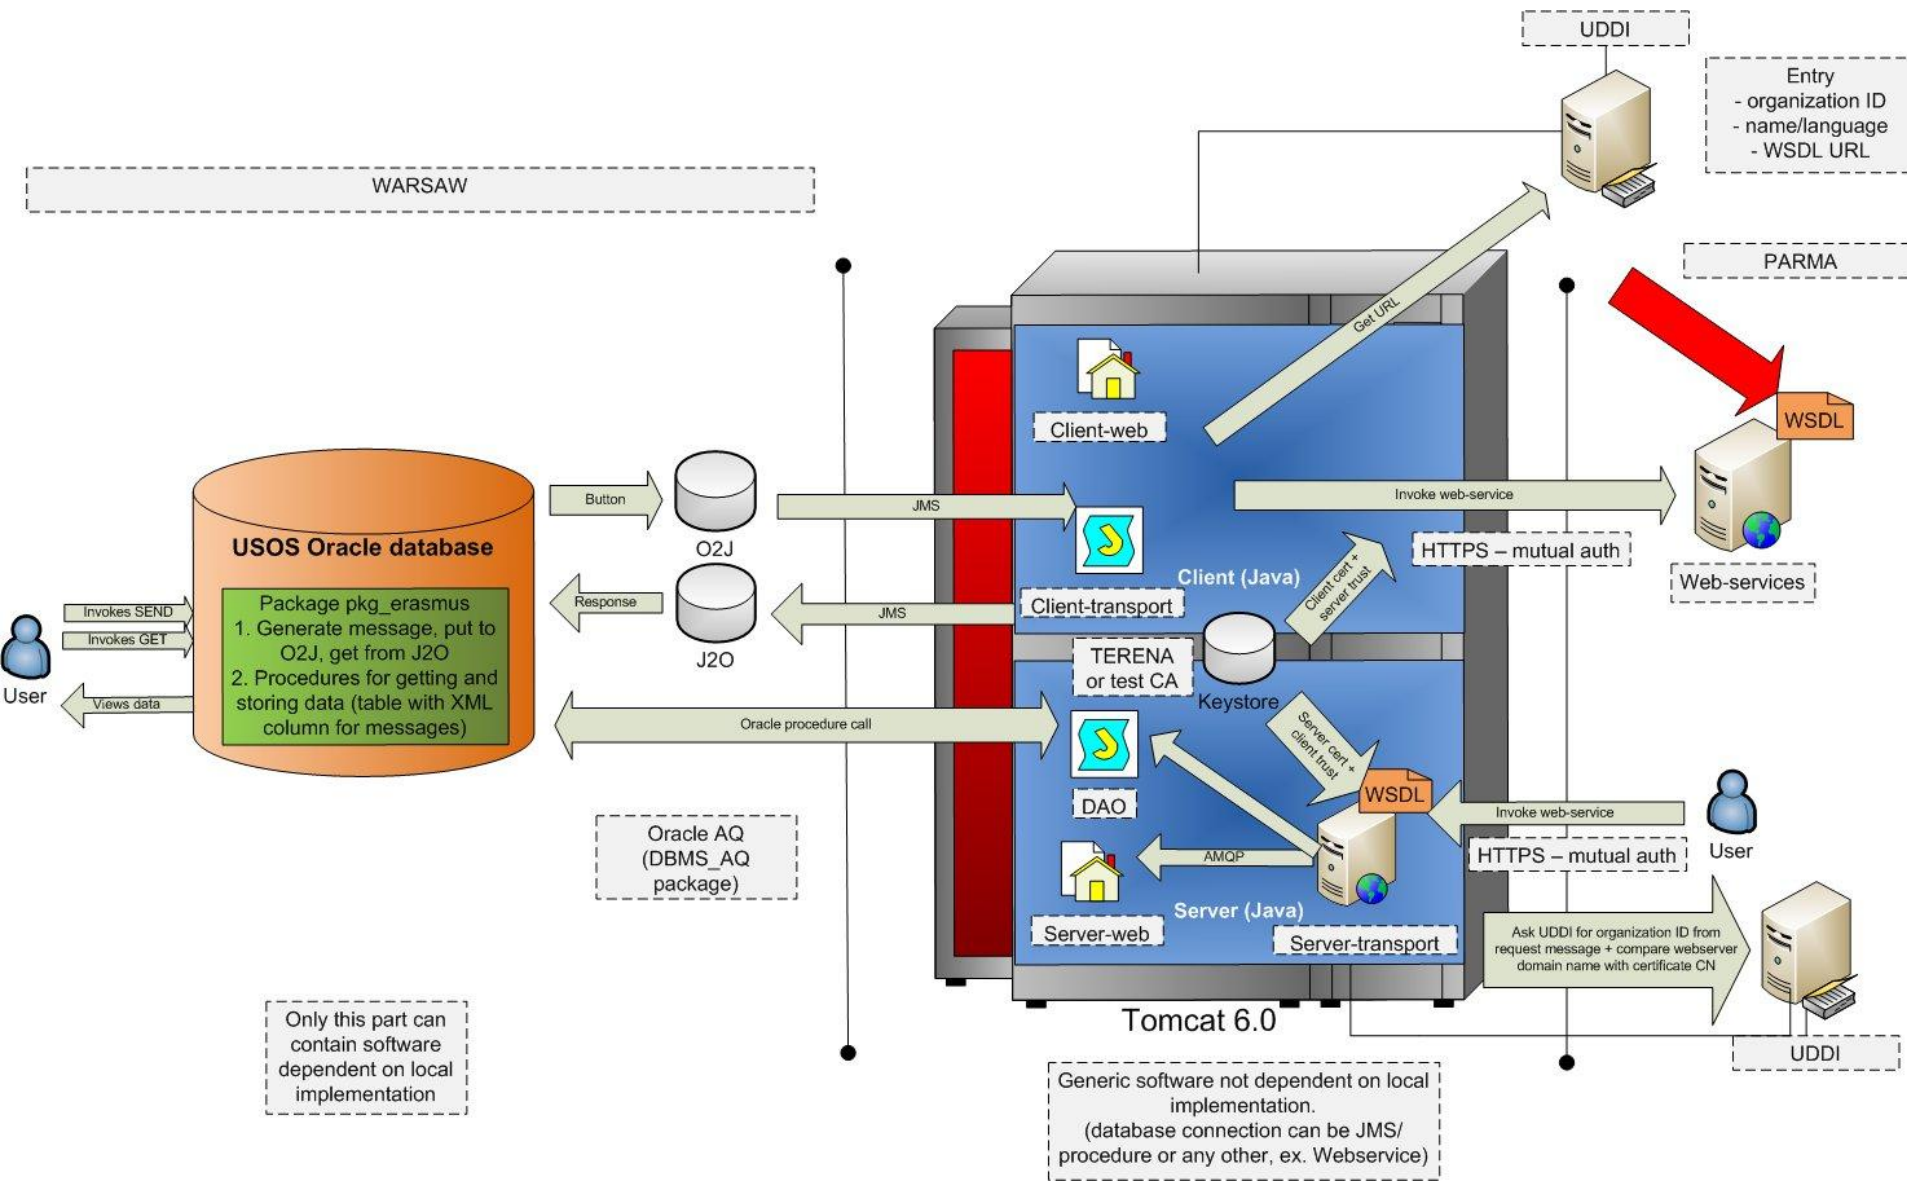 UDDI
Entry
- organization ID
- name/language
- WSDL URL
WARSAW
PARMA
Get URL
Client-web
WSDL
Button
O2J
JMS
Invoke web-service
HTTPS – mutual auth
Web-services
USOS Oracle database
Package pkg_erasmus
1. Generate message, put to
O2J, get from J2O
2. Procedures for getting and
storing data (table with XML
column for messages)
Response
J2O
JMS
Client (Java)
Client-transport
Client cert +
server trust
Invokes SEND
Invokes GET
User
Views data
TERENA
or test CA
Keystore
Oracle procedure call
Server cert +
client trust
DAO
WSDL
Invoke web-service
User
HTTPS – mutual auth
Oracle AQ
(DBMS_AQ
package)
AMQP
Server (Java)
Server-web
Server-transport
Ask UDDI for organization ID from
request message + compare webserver
domain name with certificate CN
Tomcat 6.0
UDDI
Only this part can
contain software
dependent on local
implementation
Generic software not dependent on local
implementation.
(database connection can be JMS/
procedure or any other, ex. Webservice)